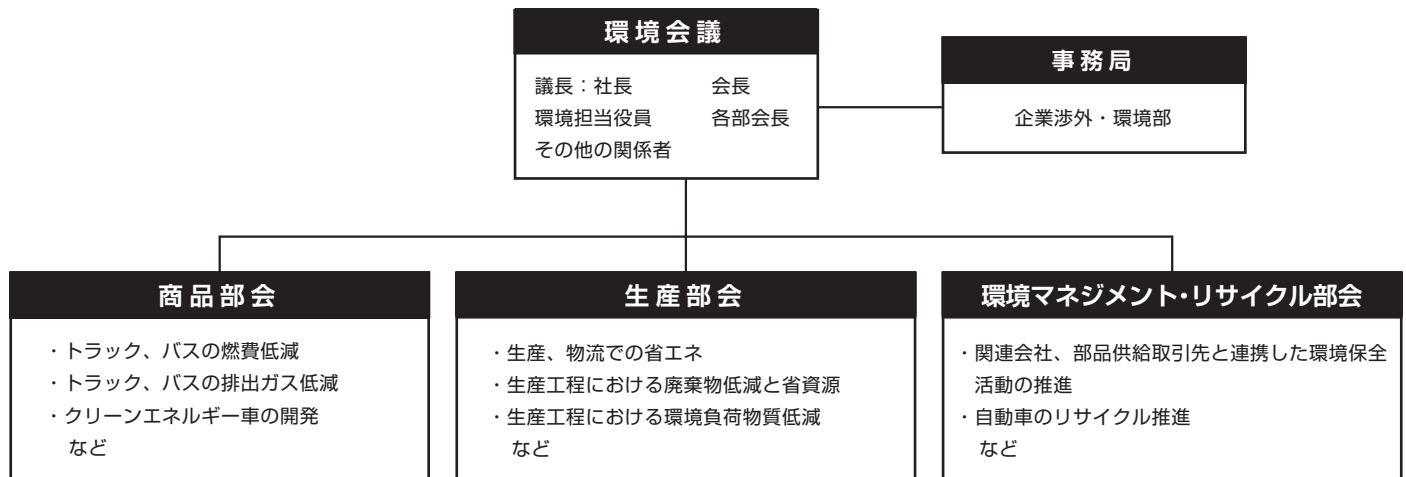 環境会議
議長：社長　会長
環境担当役員　各部会長
その他の関係者
事務局
企業渉外・環境部
商品部会
・トラック、バスの燃費低減
・トラック、バスの排出ガス低減
・クリーンエネルギー車の開発
など
生産部会
・生産、物流での省エネ
・生産工程における廃棄物低減と省資源
・生産工程における環境負荷物質低減
など
環境マネジメント・リサイクル部会
・関連会社、部品供給取引先と連携した環境保全
活動の推進
・自動車のリサイクル推進
など